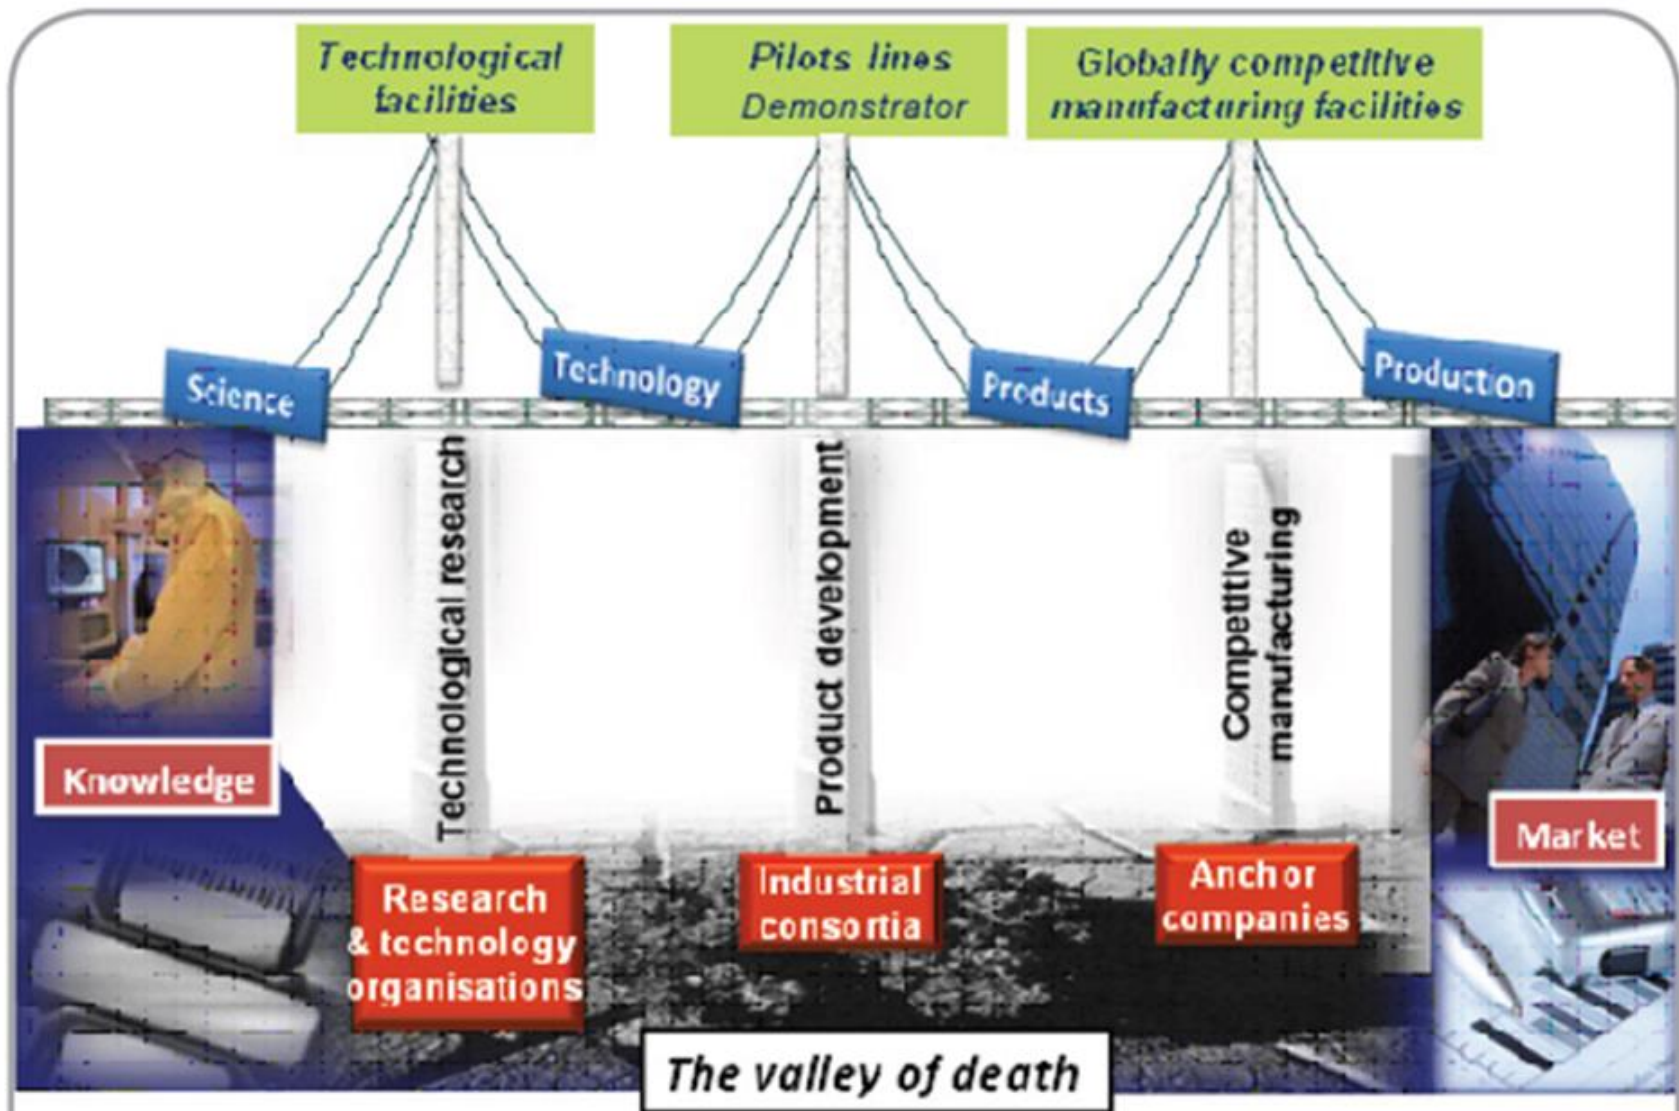 Technological
facilities
Pilots lines
Demonstrator
Globally competitive
manufacturing facilities
Science
Technology
Products
Production
Technological research
Product development
Competitive
manufacturing
Knowledge
Market
Research
& technology
organisations
Industrial
consortia
Anchor
companies
The valley of death